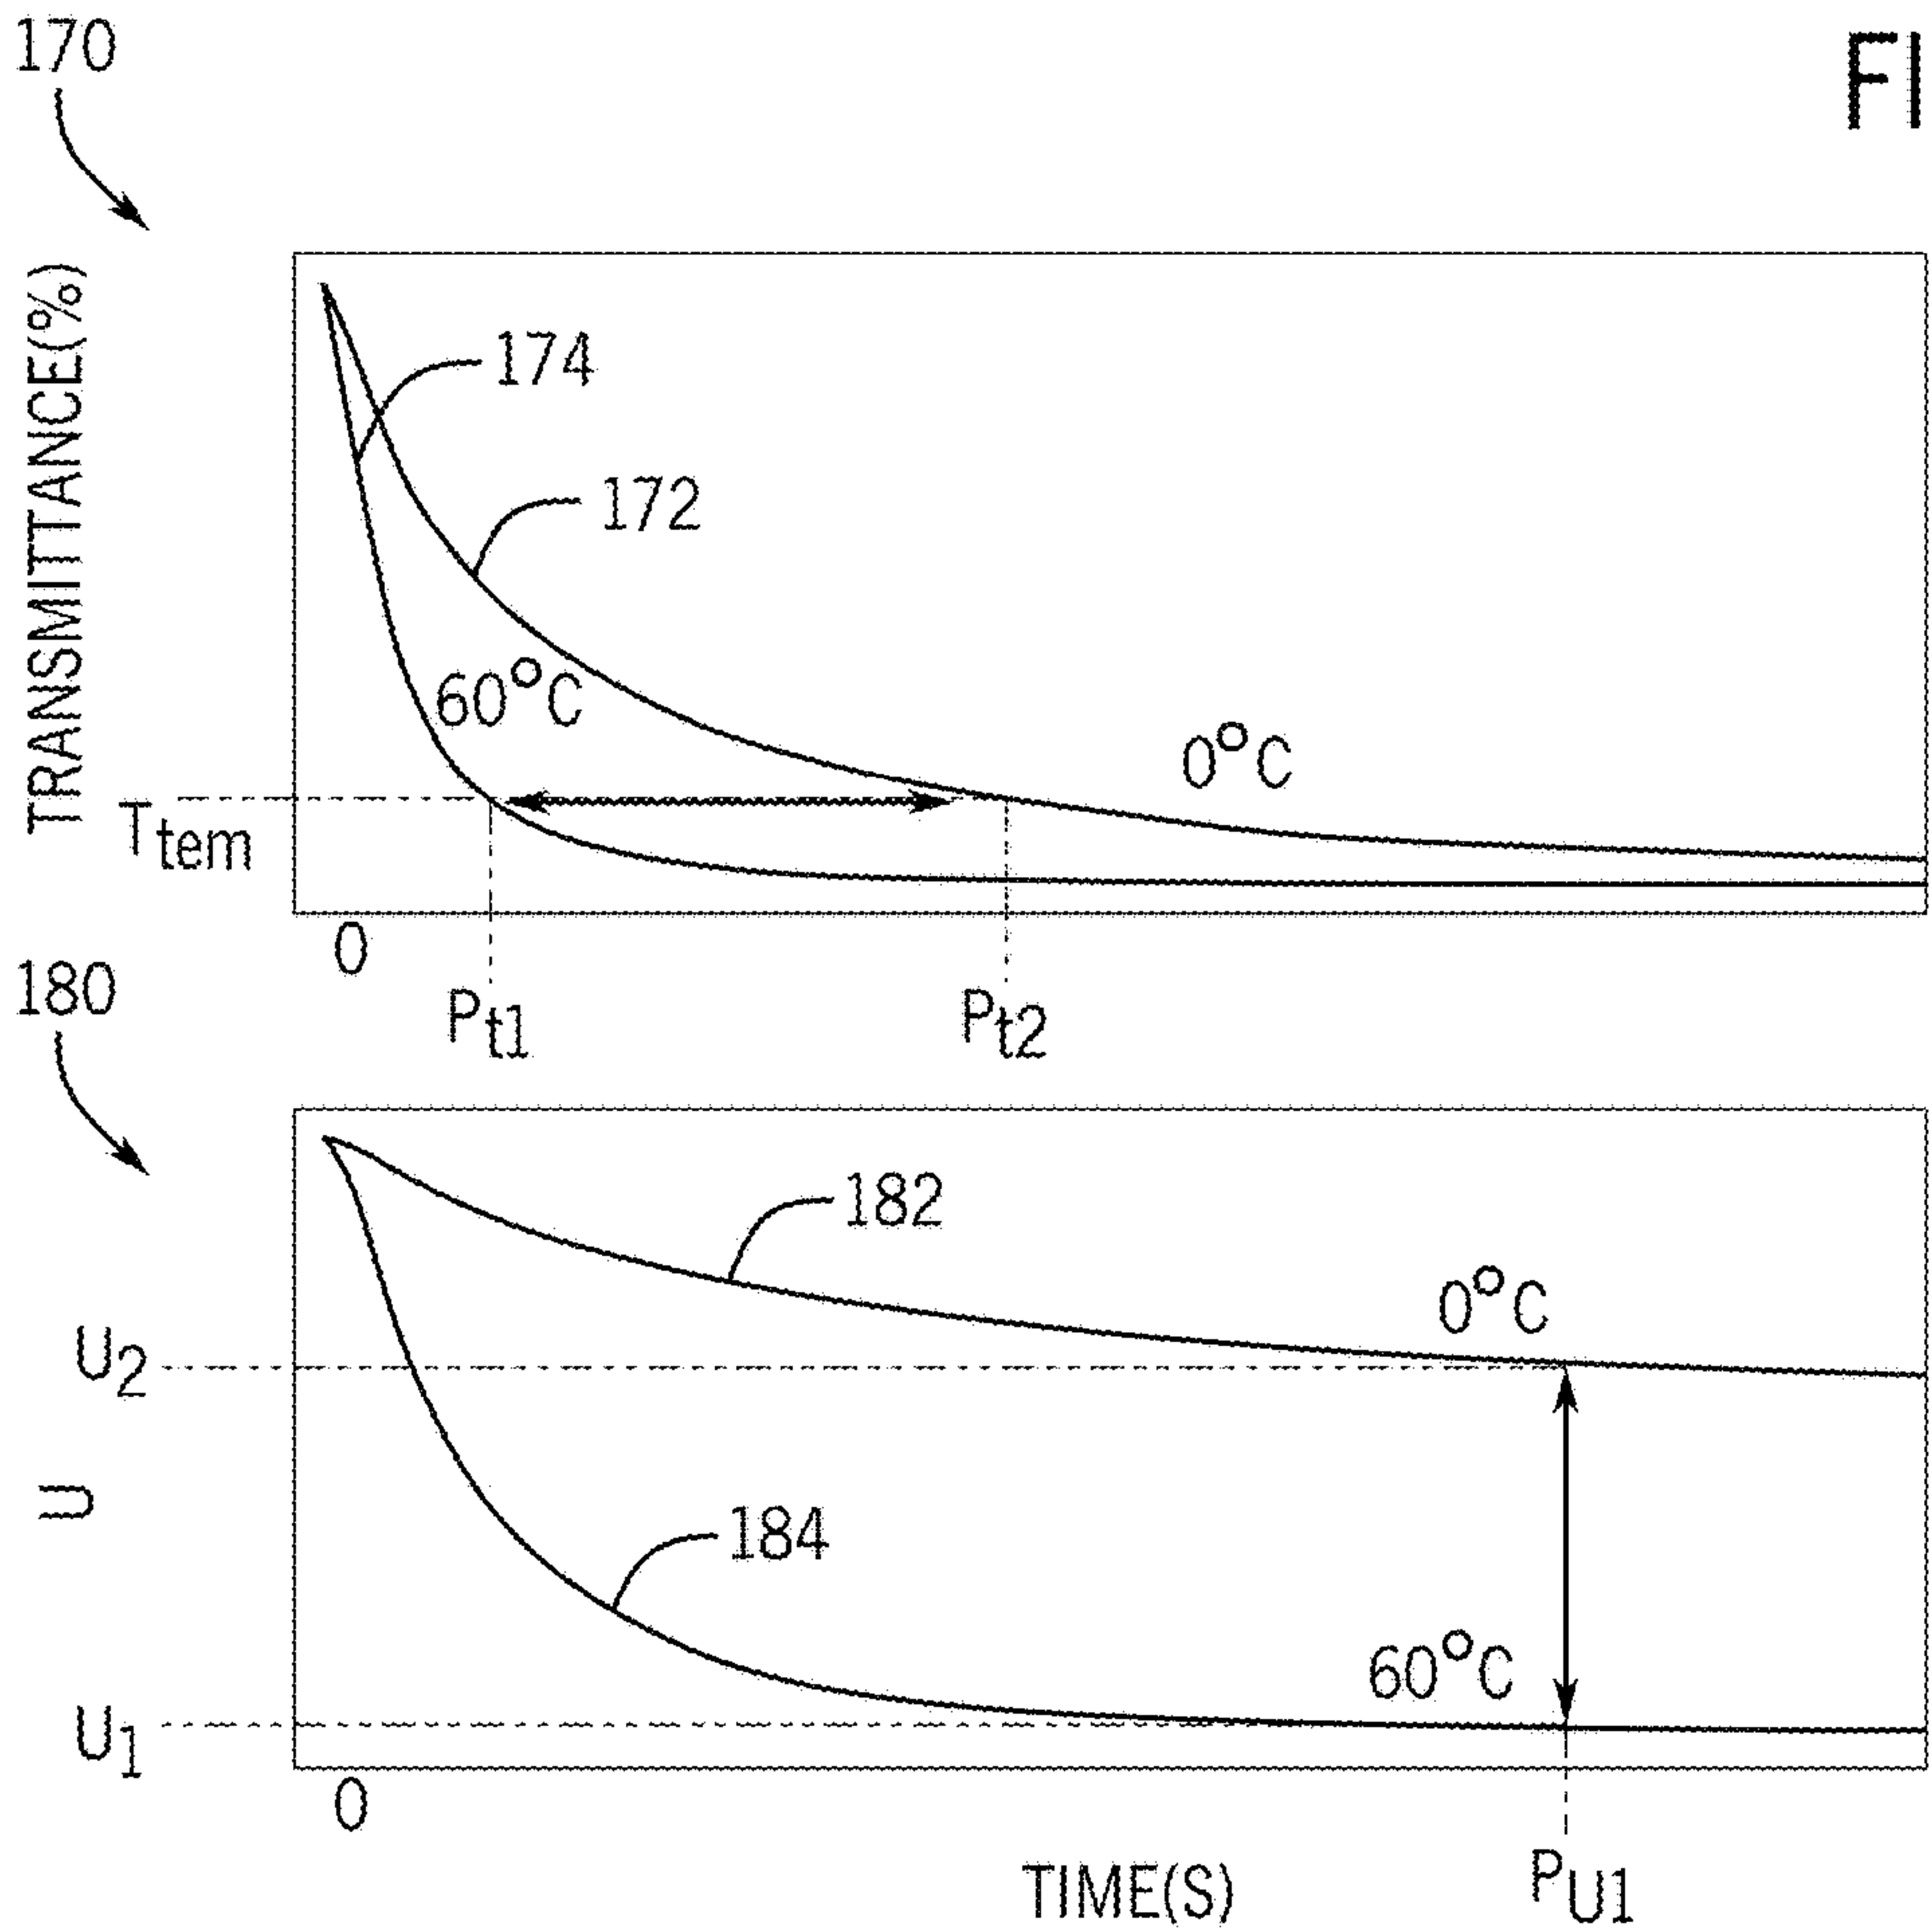 170
FI
TRANSMITTANCE(%)
174
172
60°C
0°C
Ttem
0
Pt1
Pt2
180
182
0°C
U2
U
184
60°C
U1
0
TIME(S)
PU1